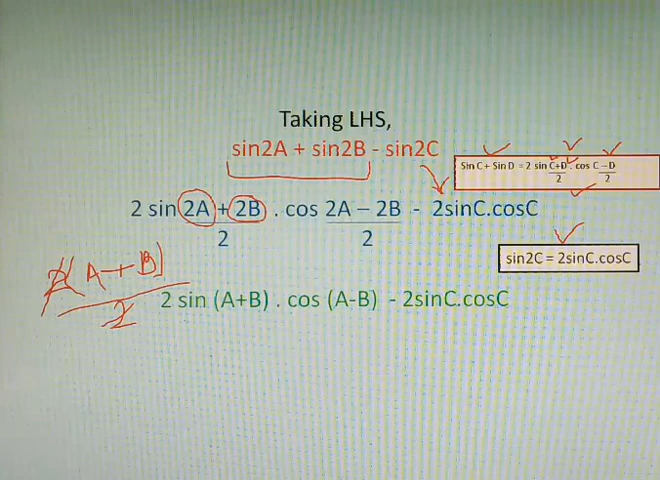 Taking LHS,
sin2A + sin2B - sin2C
Sin C + Sin D = 2 sin C+D . cos C – D
2 2
2 sin 2A + 2B . cos 2A – 2B - 2sinC.cosC
2 2
sin2C = 2sinC.cosC
2(A+B)
2
2 sin (A+B) . cos (A-B) - 2sinC.cosC